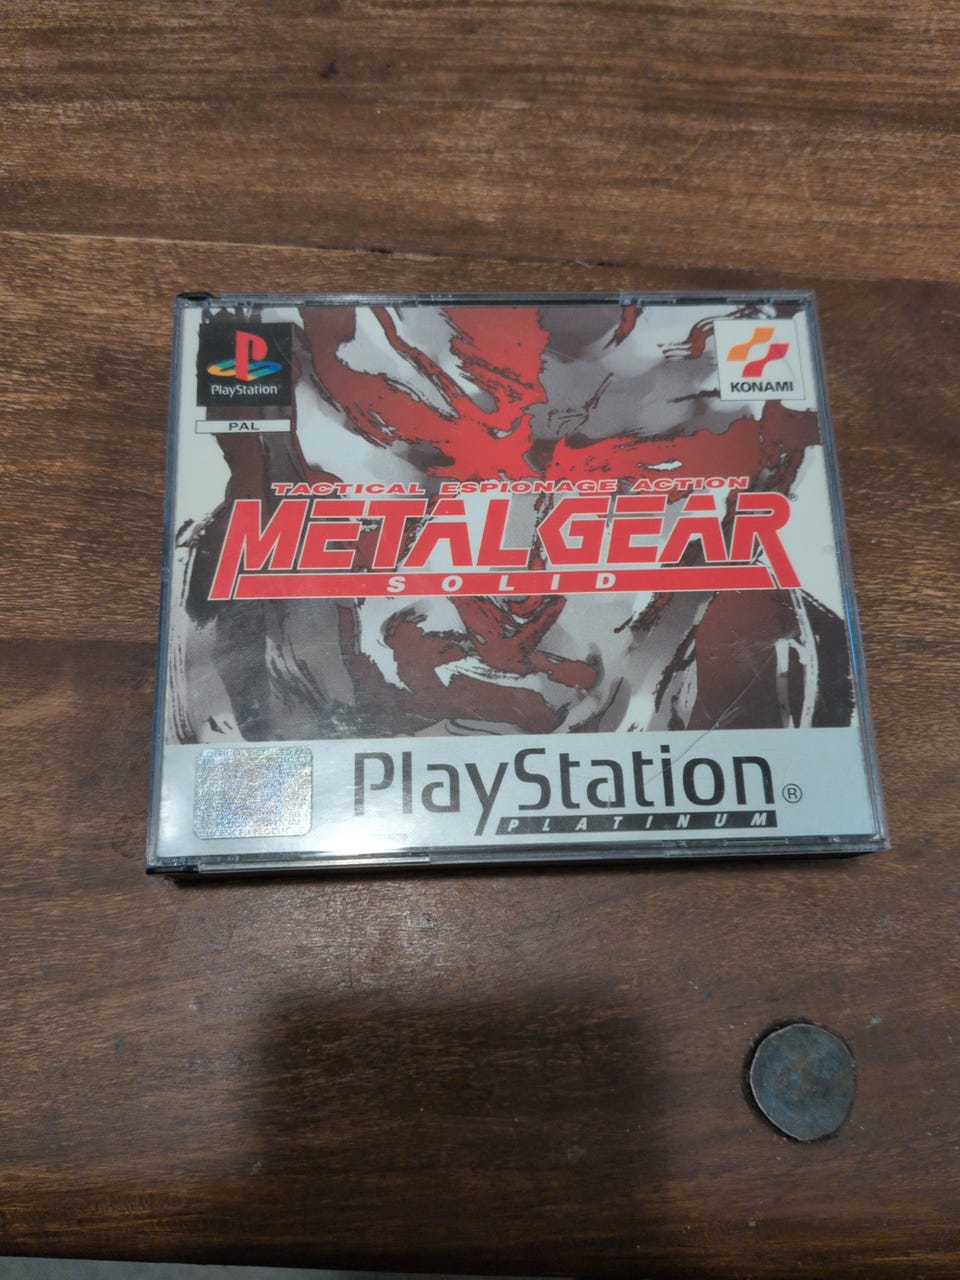 PlayStation
PAL
KONAMI
TACTICAL ESPIONAGE ACTION
METAL GEAR®
SOLID
PlayStation®
PLATINUM